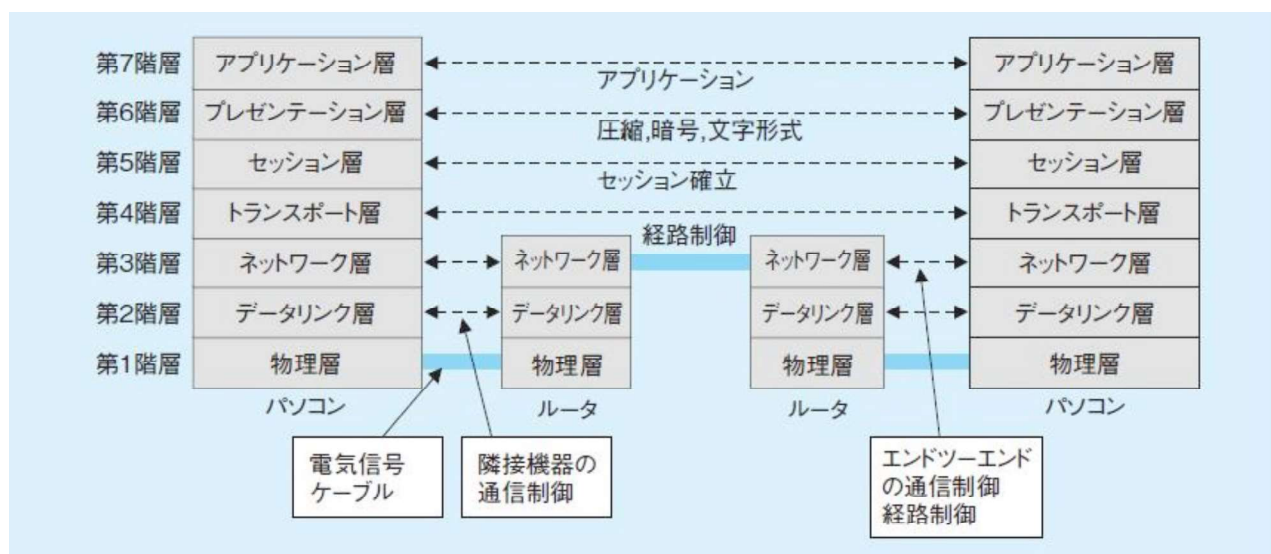 第7階層 アプリケーション層 アプリケーション層
アプリケーション
第6階層 プレゼンテーション層 プレゼンテーション層
圧縮,暗号,文字形式
第5階層 セッション層 セッション層
セッション確立
第4階層 トランスポート層 トランスポート層
経路制御
第3階層 ネットワーク層 ネットワーク層 ネットワーク層 ネットワーク層
第2階層 データリンク層 データリンク層 データリンク層 データリンク層
第1階層 物理層 物理層 物理層 物理層
パソコン ルータ ルータ パソコン
電気信号
ケーブル
隣接機器の
通信制御
エンドツーエンド
の通信制御
経路制御